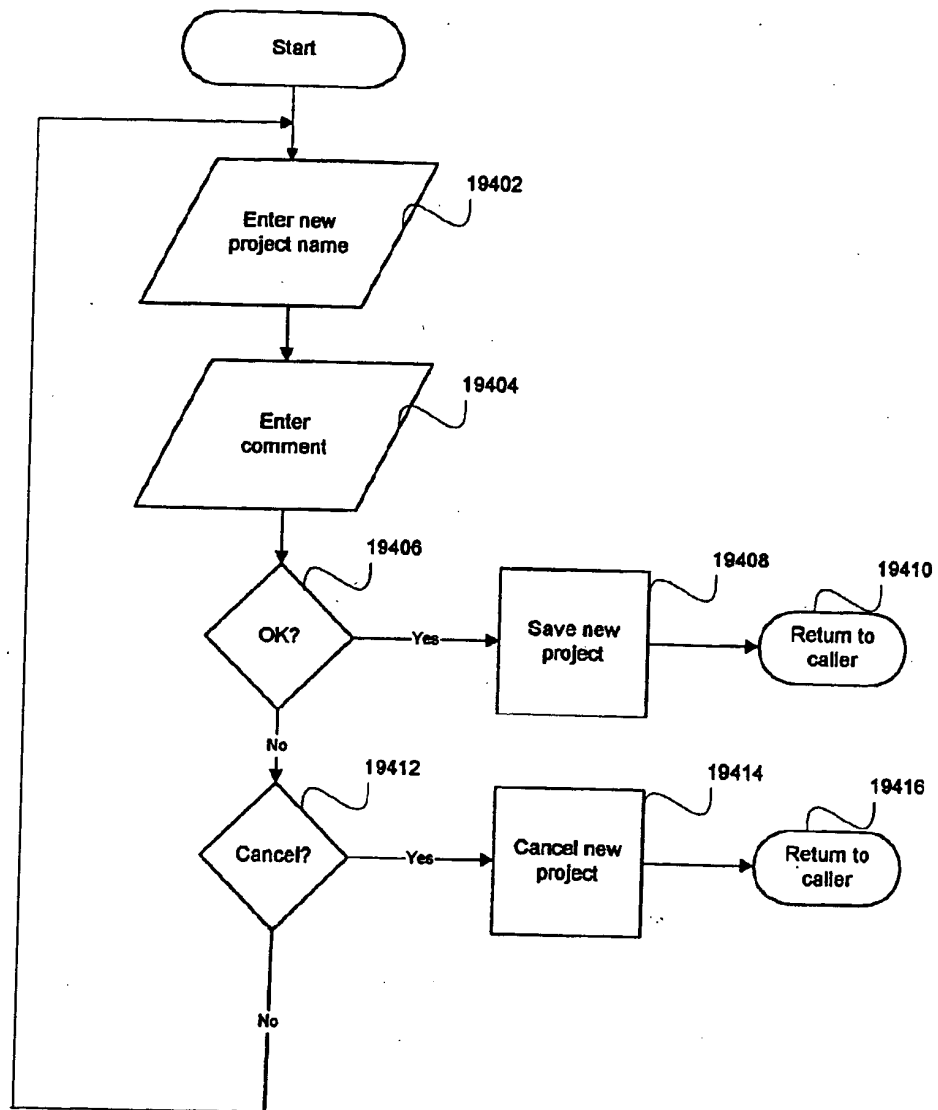 Start
19402
Enter new
project name
19404
Enter
comment
19406
OK?
Yes
19408
Save new
project
19410
Return to
caller
No
19412
Cancel?
Yes
19414
Cancel new
project
19416
Return to
caller
No